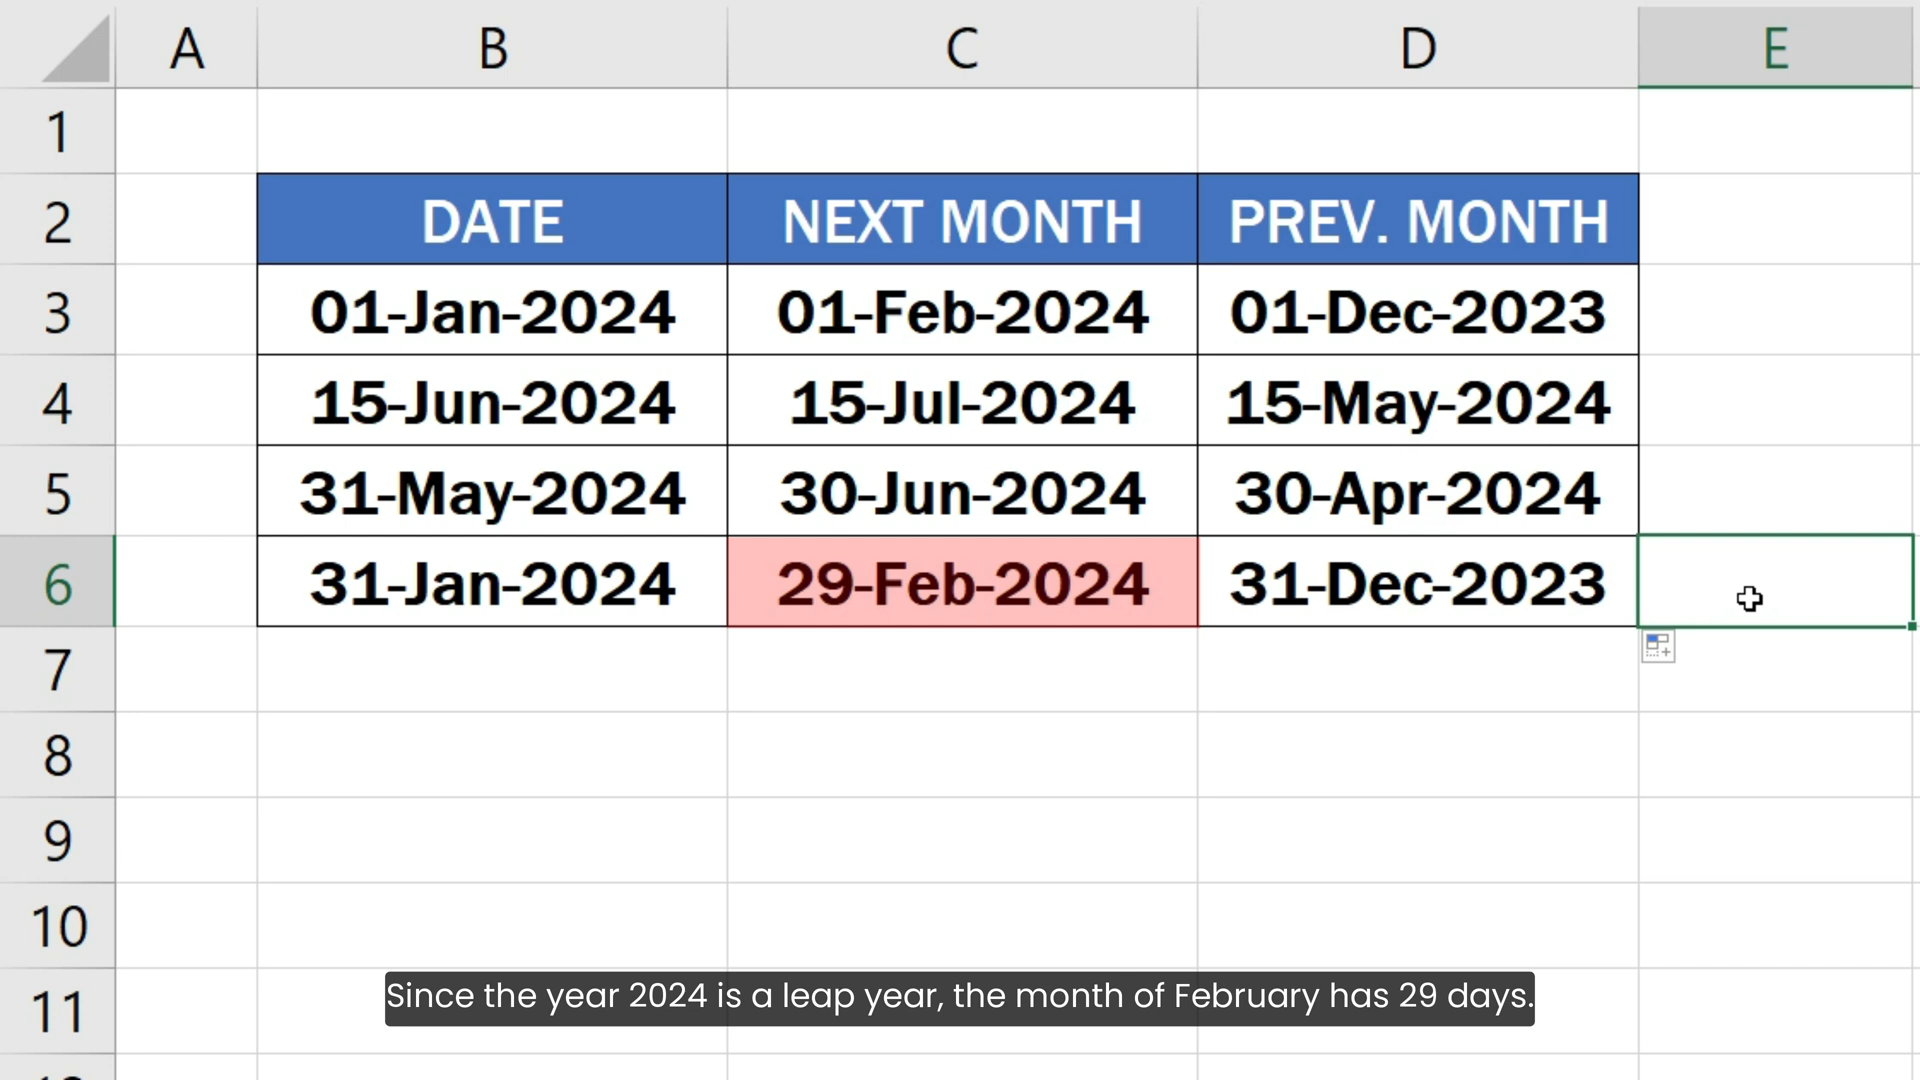 A B C D E
1
2 DATE NEXT MONTH PREV. MONTH
3 01-Jan-2024 01-Feb-2024 01-Dec-2023
4 15-Jun-2024 15-Jul-2024 15-May-2024
5 31-May-2024 30-Jun-2024 30-Apr-2024
6 31-Jan-2024 29-Feb-2024 31-Dec-2023
7
8
9
10
11
Since the year 2024 is a leap year, the month of February has 29 days.